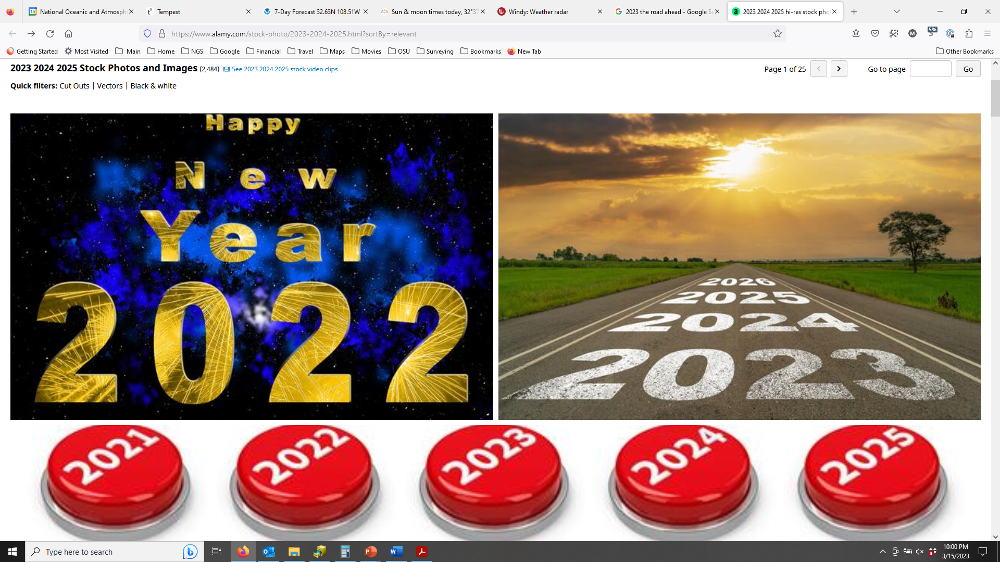 National Oceanic and Atmosph
Tempest
7-Day Forecast 32.63N 108.51W
Sun & moon times today, 32°37
Windy: Weather radar
2023 the road ahead - Google Se
2023 2024 2025 hi-res stock pho
https://www.alamy.com/stock-photo/2023-2024-2025.html?sortBy=relevant
5%
Getting Started
Most Visited
Main
Home
NGS
Google
Financial
Travel
Maps
Movies
OSU
Surveying
Bookmarks
New Tab
Other Bookmarks
2023 2024 2025 Stock Photos and Images (2,484) See 2023 2024 2025 stock video clips
Page 1 of 25
Go to page
Go
Quick filters: Cut Outs | Vectors | Black & white
Happy
New
Year
2022
2026
2025
2024
2023
2021
2022
2023
2024
2025
Type here to search
10:00 PM
3/15/2023